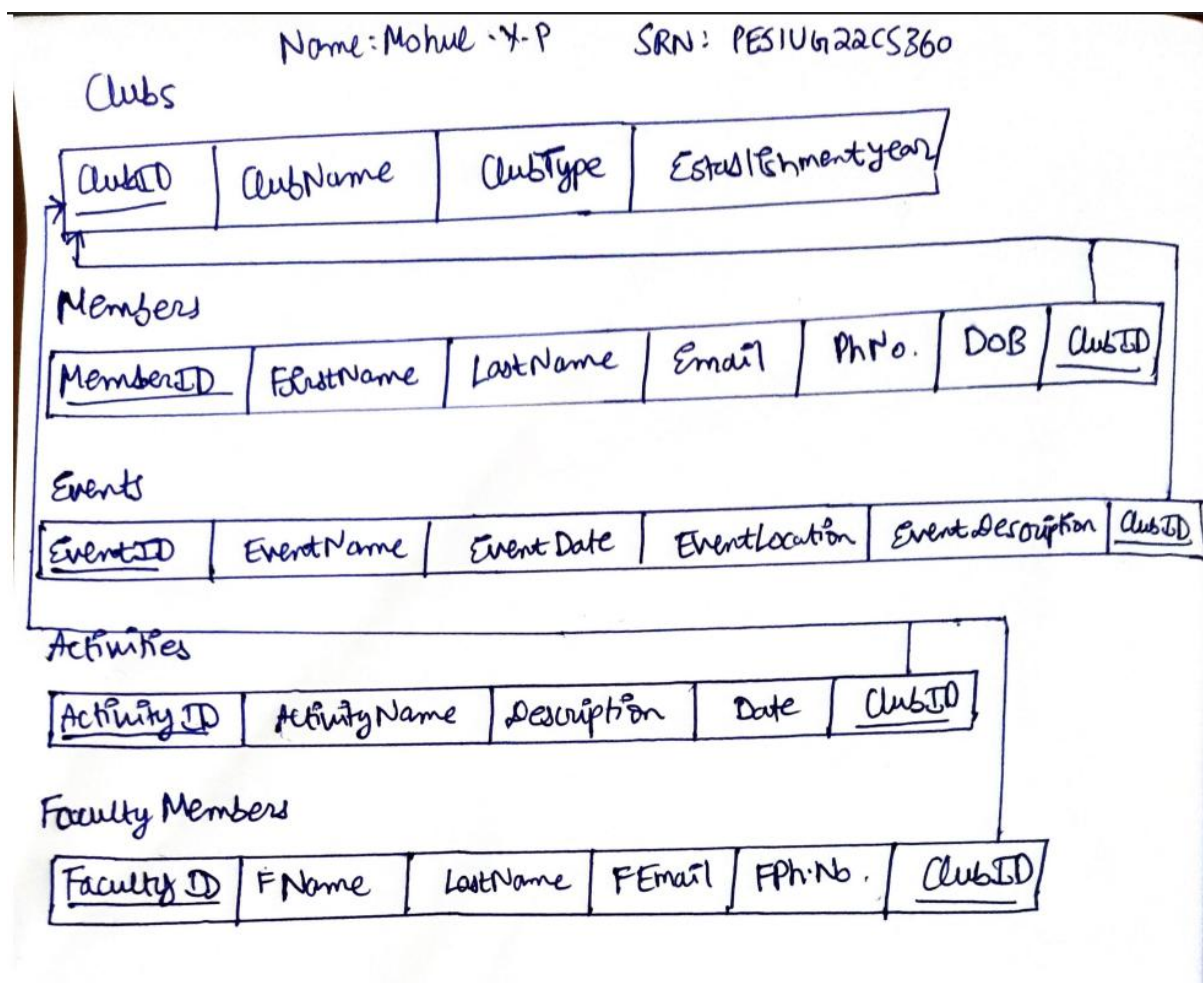 Name: Mohul · Y-P SRN: PES1UG22CS360
Clubs
ClubID ClubName ClubType Establishmentyear
Members
MemberID FirstName LastName Email PhNo. DOB ClubID
Events
EventID EventName Event Date EventLocation EventDescription ClubID
Activities
Activity ID ActivityName Description Date ClubID
Faculty Members
Faculty ID FName LastName FEmail FPh.No. ClubID